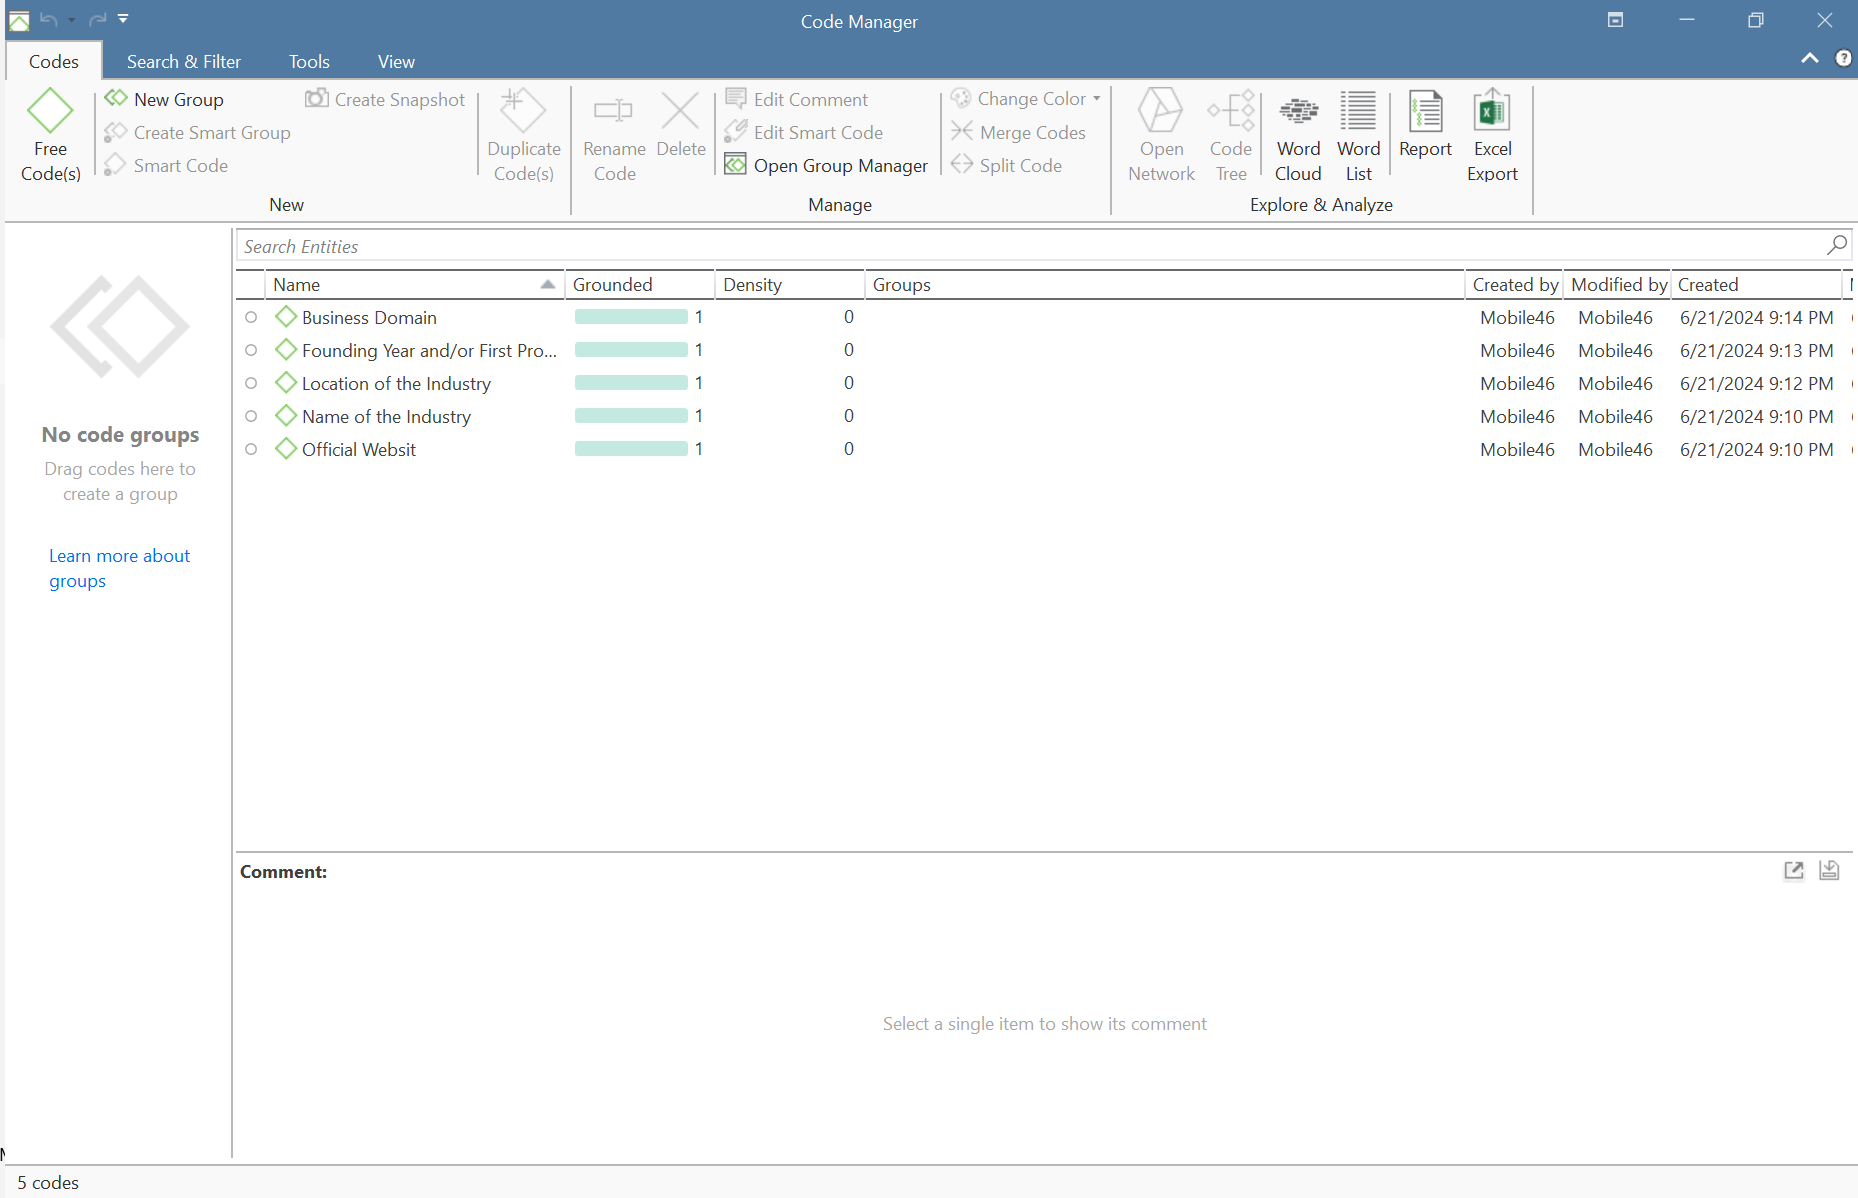 Code Manager
Codes Search & Filter Tools View
Free Code(s)
New Group
Create Smart Group
Smart Code
Create Snapshot
Duplicate Code(s)
New
Rename Code
Delete
Edit Comment
Edit Smart Code
Open Group Manager
Change Color
Merge Codes
Split Code
Manage
Open Network
Code Tree
Word Cloud
Word List
Report
Excel Export
Explore & Analyze
No code groups
Drag codes here to
create a group
Learn more about
groups
Search Entities
Name Grounded Density Groups Created by Modified by Created
Business Domain 1 0 Mobile46 Mobile46 6/21/2024 9:14 PM
Founding Year and/or First Pro... 1 0 Mobile46 Mobile46 6/21/2024 9:13 PM
Location of the Industry 1 0 Mobile46 Mobile46 6/21/2024 9:12 PM
Name of the Industry 1 0 Mobile46 Mobile46 6/21/2024 9:10 PM
Official Websit 1 0 Mobile46 Mobile46 6/21/2024 9:10 PM
Comment:
Select a single item to show its comment
5 codes